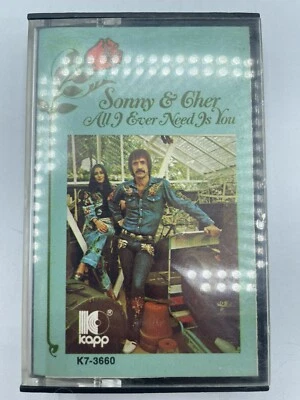 Sonny & Cher
All I Ever Need Is You
kapp
K7-3660